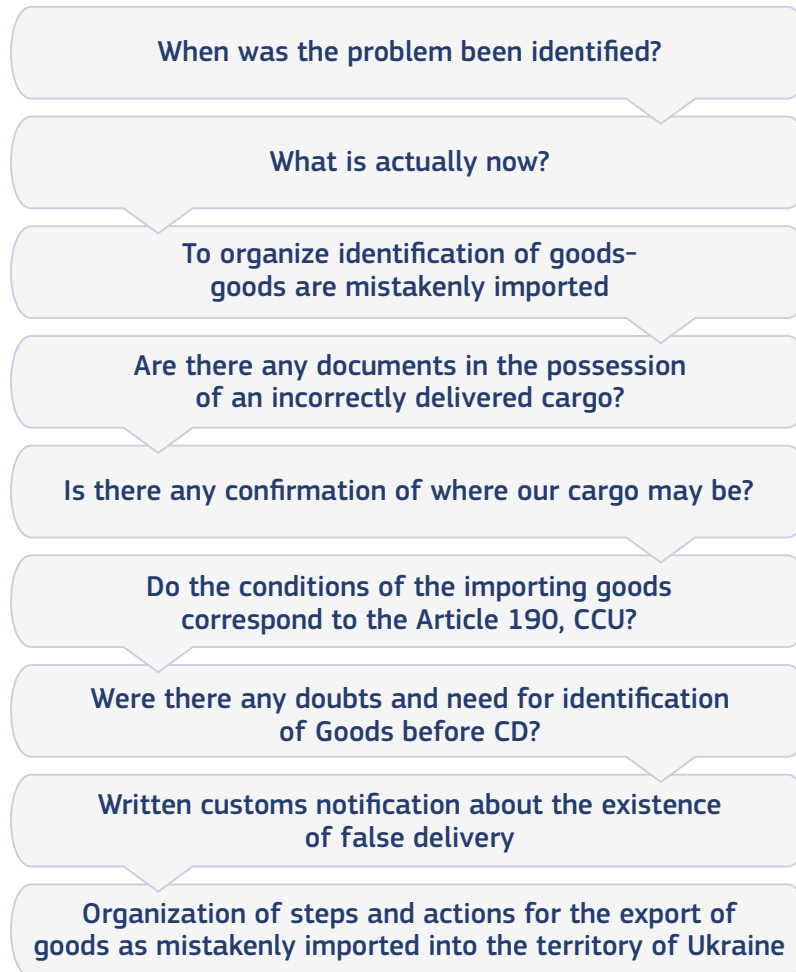 When was the problem been identified?
What is actually now?
To organize identification of goods-
goods are mistakenly imported
Are there any documents in the possession
of an incorrectly delivered cargo?
Is there any confirmation of where our cargo may be?
Do the conditions of the importing goods
correspond to the Article 190, CCU?
Were there any doubts and need for identification
of Goods before CD?
Written customs notification about the existence
of false delivery
Organization of steps and actions for the export of
goods as mistakenly imported into the territory of Ukraine